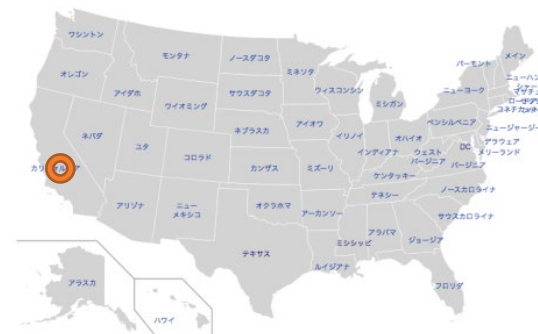 ワシントン
モンタナ
ノースダコタ
ミネソタ
メイン
バーモント
オレゴン
アイダホ
サウスダコタ
ウィスコンシン
ミシガン
ニューヨーク
ワイオミング
ネバダ
ユタ
コロラド
ネブラスカ
アイオワ
イリノイ
インディアナ
オハイオ
ペンシルベニア
ニュージャージー
デラウェア
メリーランド
DC
ウェスト
バージニア
バージニア
カンザス
ミズーリ
ケンタッキー
テネシー
ノースカロライナ
サウスカロライナ
アリゾナ
ニュー
メキシコ
オクラホマ
アーカンソー
テキサス
ルイジアナ
ミシシッピ
アラバマ
ジョージア
フロリダ
アラスカ
ハワイ